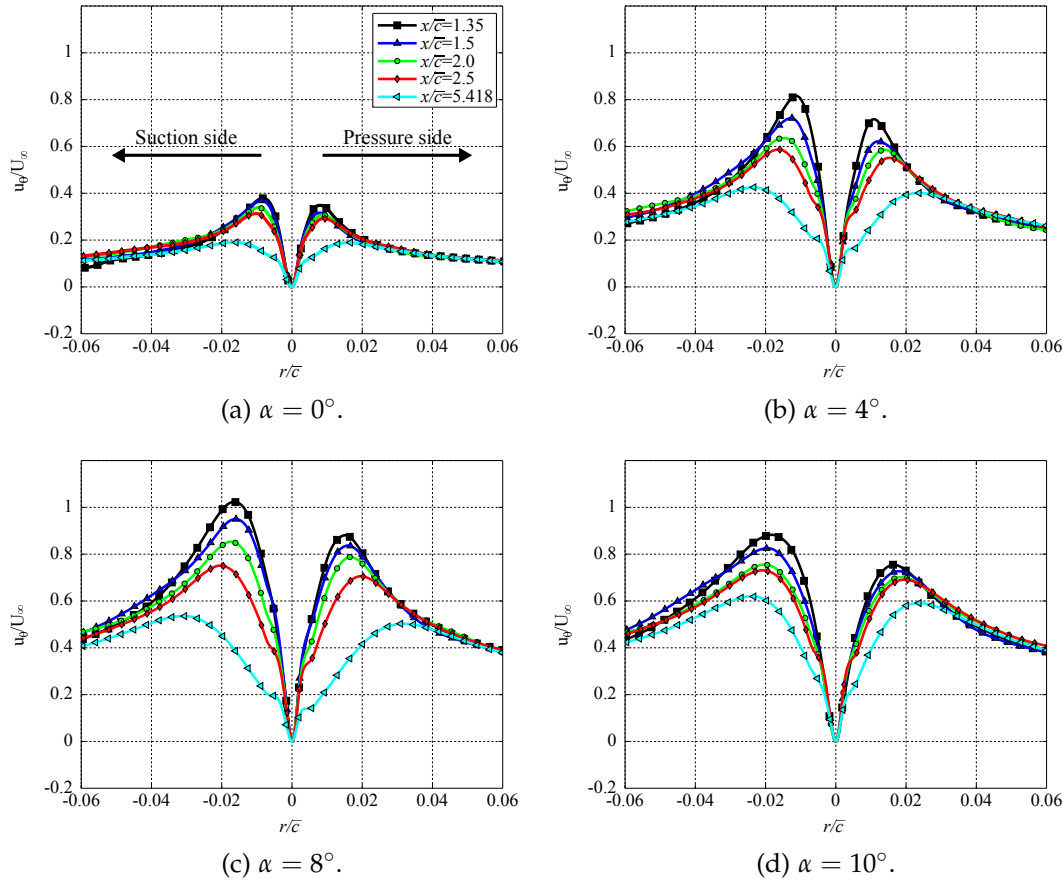 1
0.8
0.6
0.4
0.2
0
-0.2
u_θ/U_∞
x/c̅=1.35
x/c̅=1.5
x/c̅=2.0
x/c̅=2.5
x/c̅=5.418
Suction side
Pressure side
-0.06 -0.04 -0.02 0 0.02 0.04 0.06
r/c̅
(a) α = 0°.
1
0.8
0.6
0.4
0.2
0
-0.2
u_θ/U_∞
-0.06 -0.04 -0.02 0 0.02 0.04 0.06
r/c̅
(b) α = 4°.
1
0.8
0.6
0.4
0.2
0
-0.2
u_θ/U_∞
-0.06 -0.04 -0.02 0 0.02 0.04 0.06
r/c̅
(c) α = 8°.
1
0.8
0.6
0.4
0.2
0
-0.2
u_θ/U_∞
-0.06 -0.04 -0.02 0 0.02 0.04 0.06
r/c̅
(d) α = 10°.